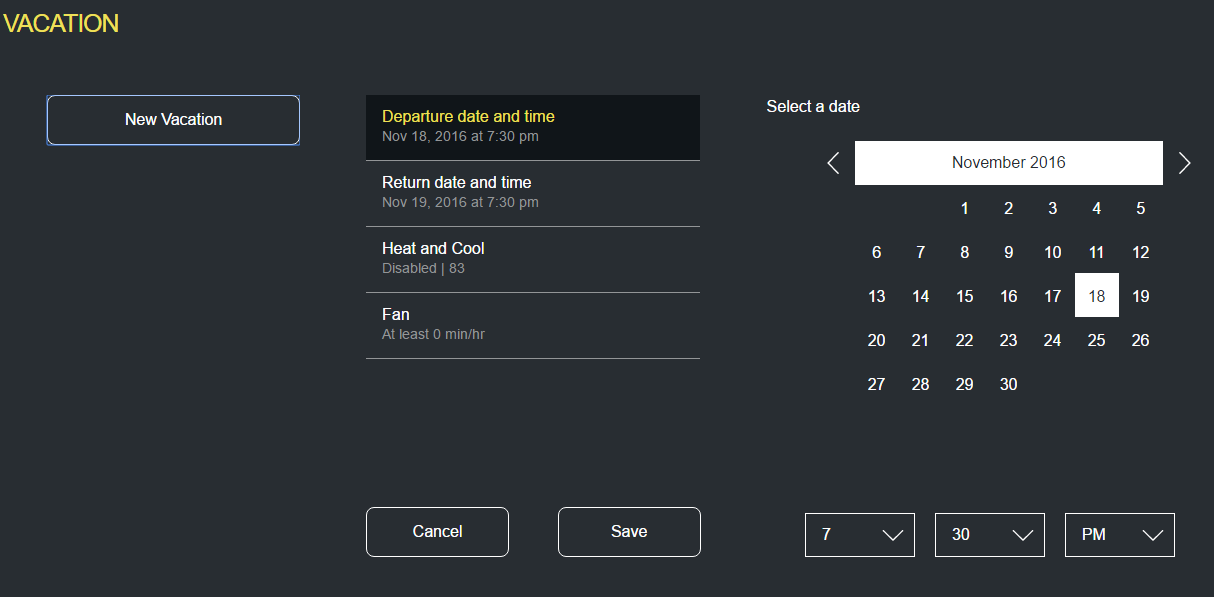 VACATION
New Vacation
Departure date and time
Nov 18, 2016 at 7:30 pm
Return date and time
Nov 19, 2016 at 7:30 pm
Heat and Cool
Disabled | 83
Fan
At least 0 min/hr
Cancel Save
Select a date
November 2016
1 2 3 4 5
6 7 8 9 10 11 12
13 14 15 16 17 18 19
20 21 22 23 24 25 26
27 28 29 30
7 30 PM